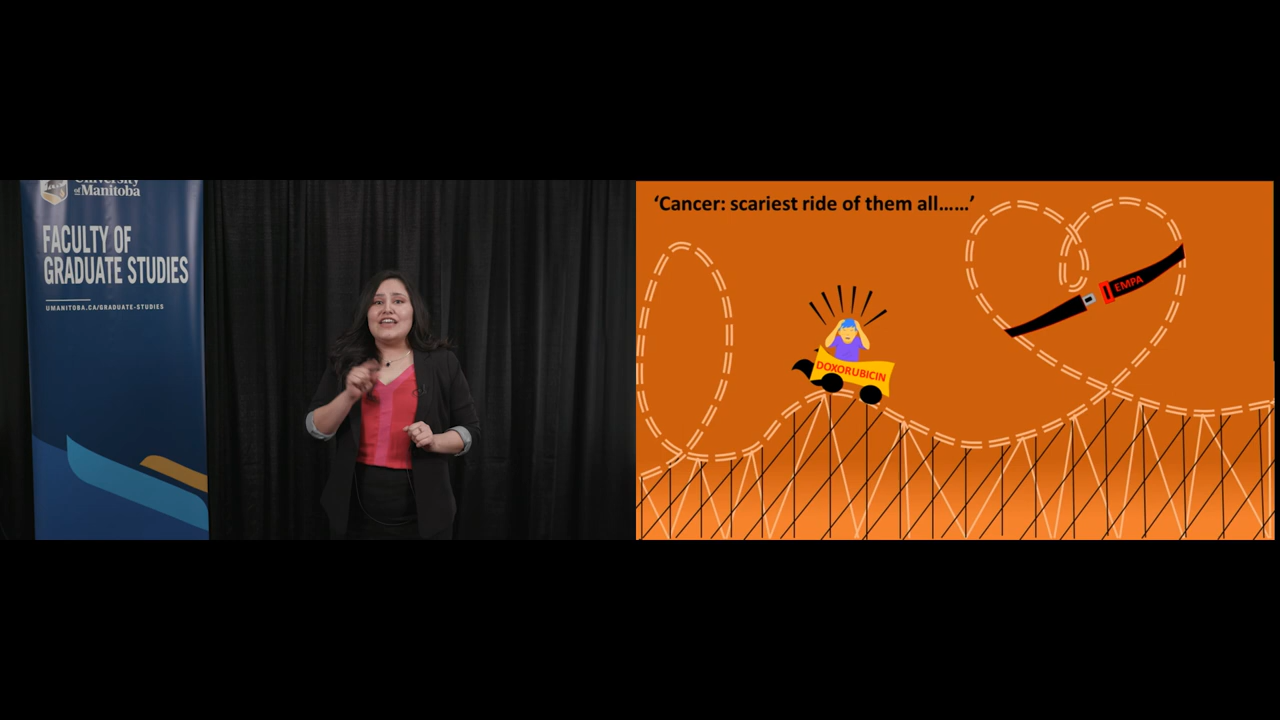 University
of Manitoba
FACULTY OF
GRADUATE STUDIES
UMANITOBA.CA/GRADUATE-STUDIES
‘Cancer: scariest ride of them all......’
EMPA
DOXORUBICIN